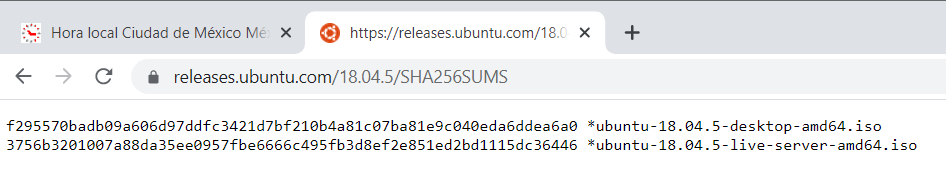 Hora local Ciudad de México Mé
https://releases.ubuntu.com/18.0
releases.ubuntu.com/18.04.5/SHA256SUMS
f295570badb09a606d97ddfc3421d7bf210b4a81c07ba81e9c040eda6ddea6a0 *ubuntu-18.04.5-desktop-amd64.iso
3756b3201007a88da35ee0957fbe6666c495fb3d8ef2e851ed2bd1115dc36446 *ubuntu-18.04.5-live-server-amd64.iso